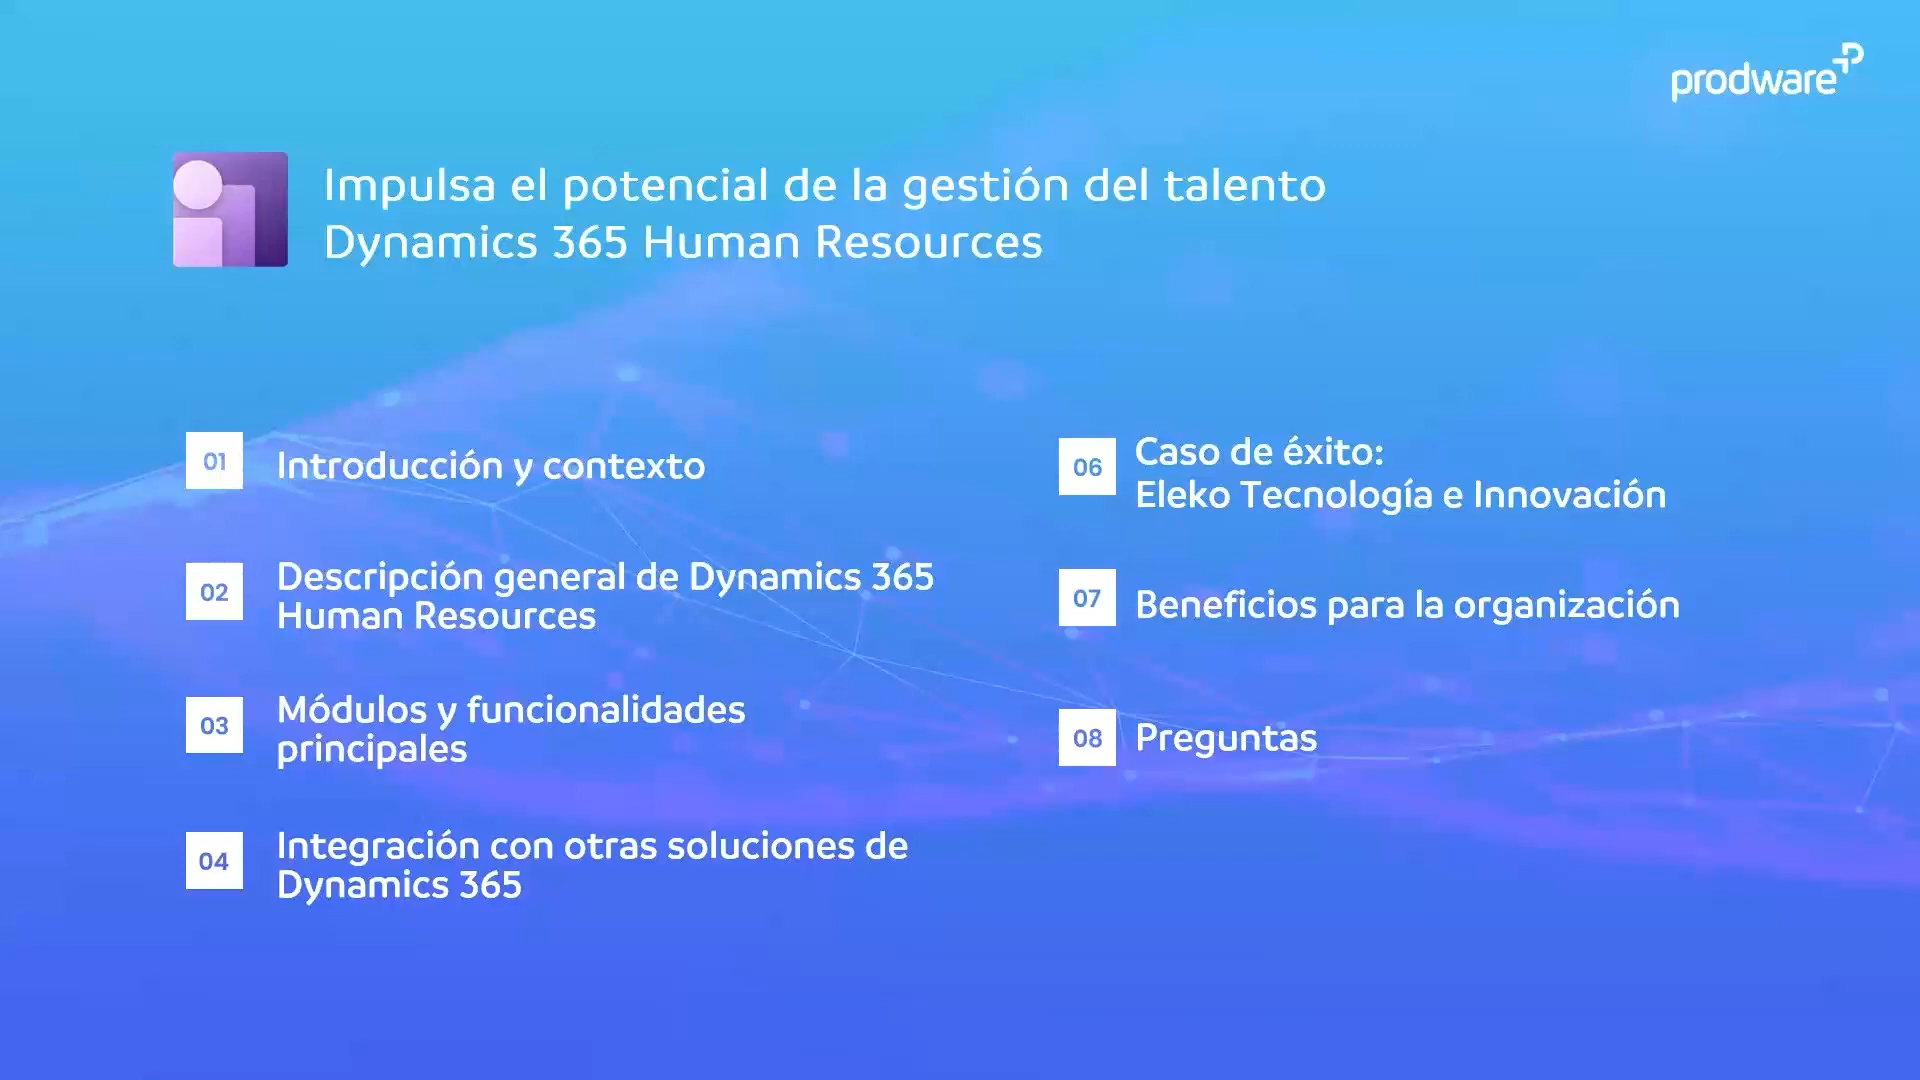 prodware
Impulsa el potencial de la gestión del talento
Dynamics 365 Human Resources
01
Introducción y contexto
02
Descripción general de Dynamics 365
Human Resources
03
Módulos y funcionalidades
principales
04
Integración con otras soluciones de
Dynamics 365
06
Caso de éxito:
Eleko Tecnología e Innovación
07
Beneficios para la organización
08
Preguntas